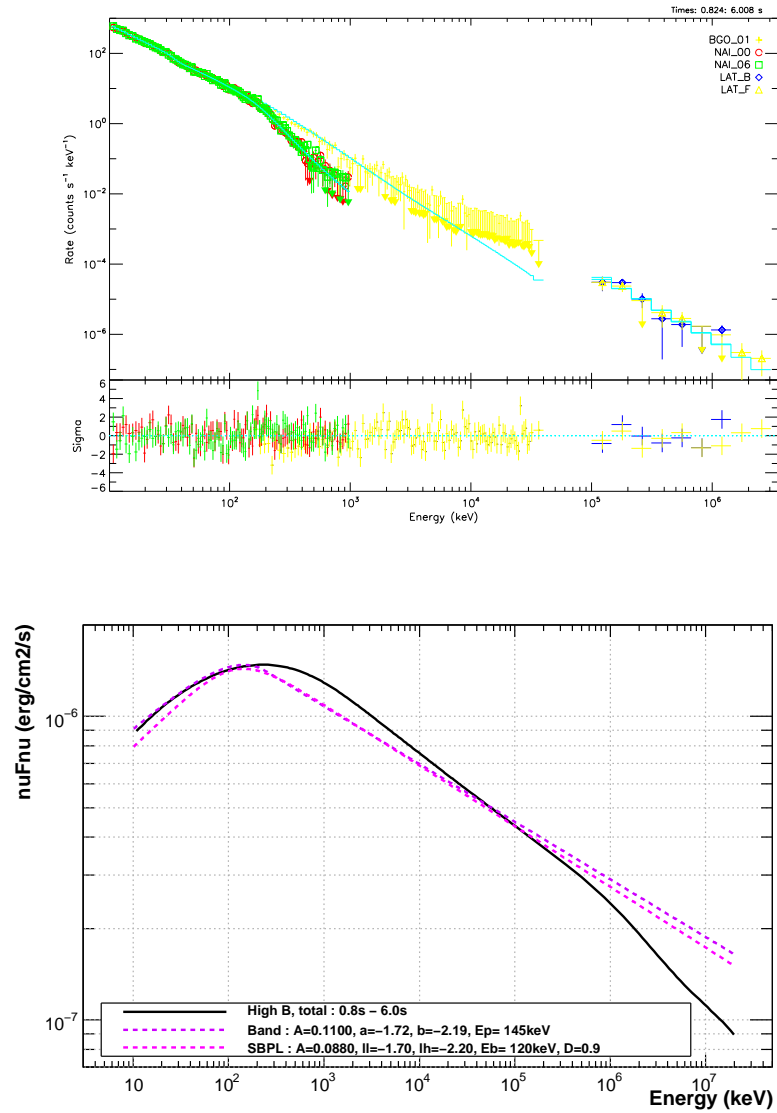 Times: 0.824: 6.008 s
BGO_01
NAI_00
NAI_06
LAT_B
LAT_F
Rate (counts s⁻¹ keV⁻¹)
10²
10⁰
10⁻²
10⁻⁴
10⁻⁶
Sigma
6
4
2
0
−2
−4
−6
10² 10³ 10⁴ 10⁵ 10⁶
Energy (keV)
nuFnu (erg/cm2/s)
10⁻⁶
10⁻⁷
High B, total : 0.8s − 6.0s
Band : A=0.1100, a=−1.72, b=−2.19, Ep= 145keV
SBPL : A=0.0880, Il=−1.70, Ih=−2.20, Eb= 120keV, D=0.9
10 10² 10³ 10⁴ 10⁵ 10⁶ 10⁷
Energy (keV)